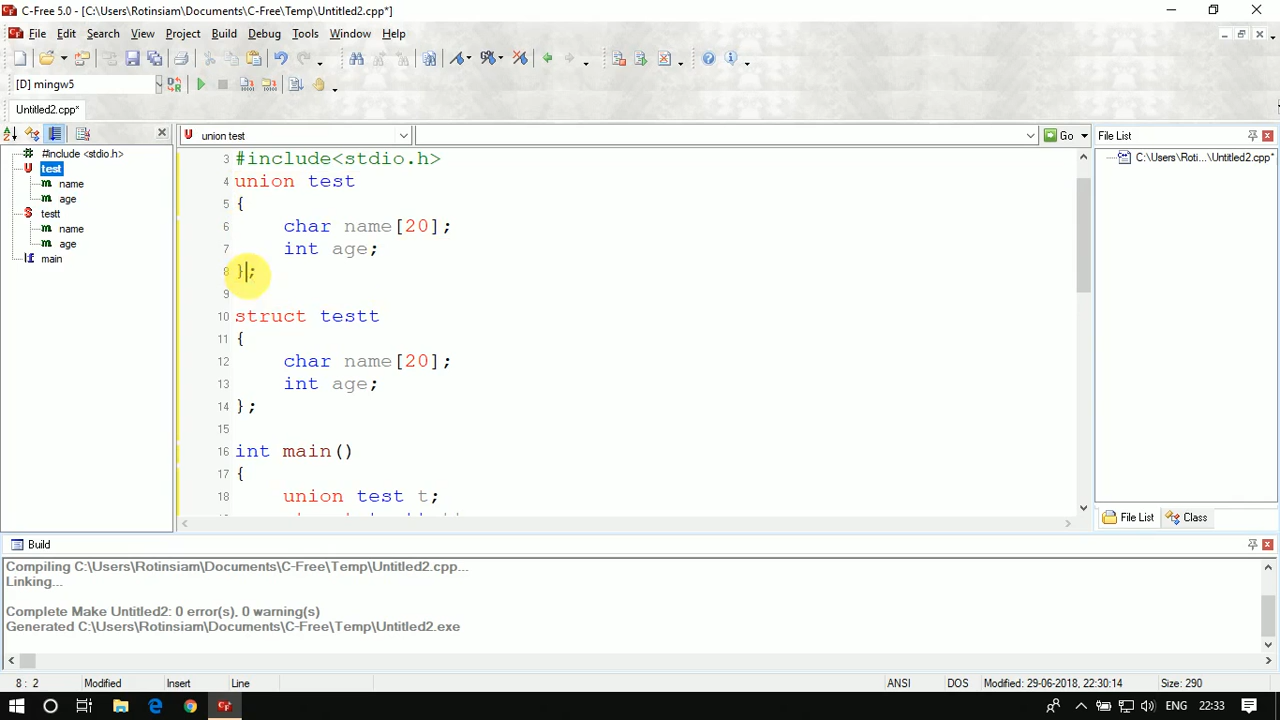 C-Free 5.0 - [C:\Users\Rotinsiam\Documents\C-Free\Temp\Untitled2.cpp*]
File Edit Search View Project Build Debug Tools Window Help
[D] mingw5
Untitled2.cpp*
union test
Go
File List
#include <stdio.h>
test
name
age
testt
name
age
main
3 #include<stdio.h>
4 union test
5 {
6 char name[20];
7 int age;
8 };
9
10 struct testt
11 {
12 char name[20];
13 int age;
14 };
15
16 int main()
17 {
18 union test t;
C:\Users\Roti...\Untitled2.cpp*
File List Class
Build
Compiling C:\Users\Rotinsiam\Documents\C-Free\Temp\Untitled2.cpp...
Linking...
Complete Make Untitled2: 0 error(s), 0 warning(s)
Generated C:\Users\Rotinsiam\Documents\C-Free\Temp\Untitled2.exe
8 : 2 Modified Insert Line ANSI DOS Modified: 29-06-2018, 22:30:14 Size: 290
ENG 22:33